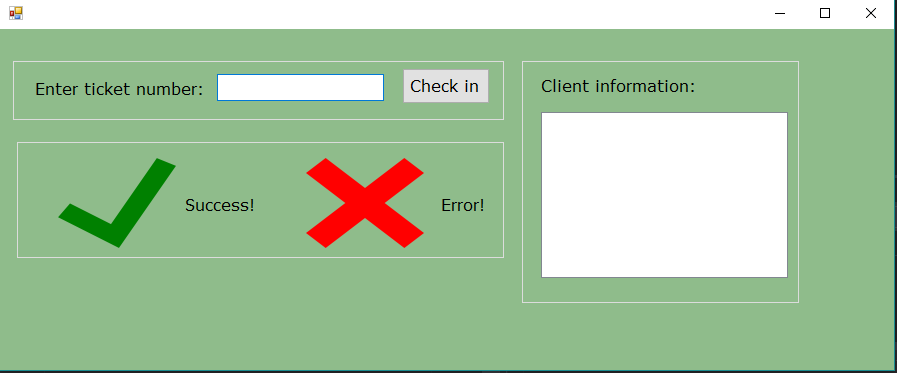 Enter ticket number:
Check in
Success!
Error!
Client information: